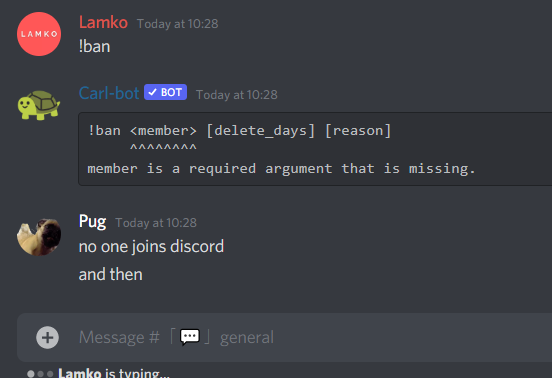 LAMKO
Lamko Today at 10:28
!ban
Carl-bot ✔ BOT Today at 10:28
!ban <member> [delete_days] [reason]
^^^^^^^^
member is a required argument that is missing.
Pug Today at 10:28
no one joins discord
and then
Message # 「💬」 general
Lamko is typing...